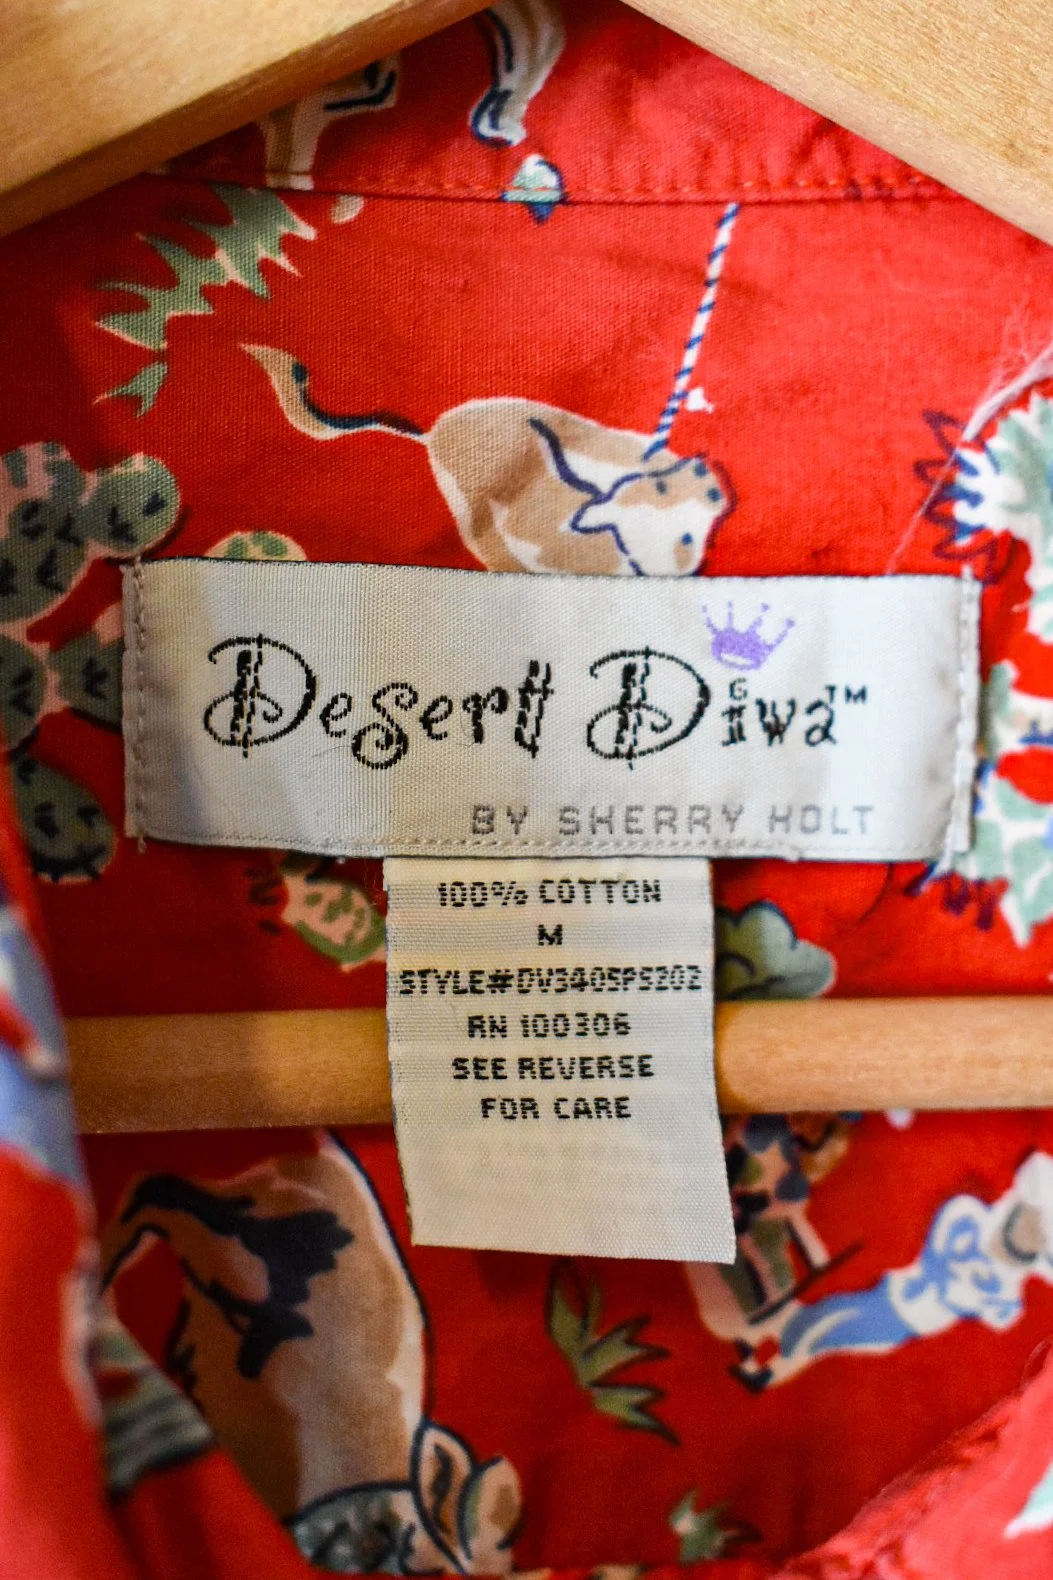 Desert Diva™
BY SHERRY HOLT
100% COTTON
M
STYLE#DV3405PS202
RN 100306
SEE REVERSE
FOR CARE